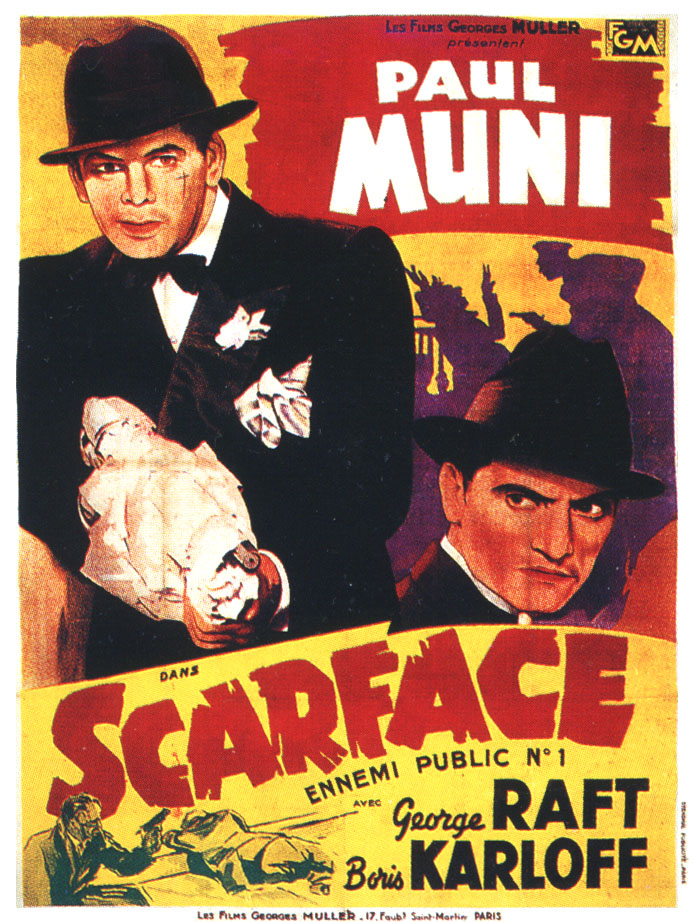 LES FILMS GEORGES MULLER
présentent
FGM
PAUL
MUNI
DANS
SCARFACE
ENNEMI PUBLIC N°1
AVEC
George RAFT
Boris KARLOFF
LES FILMS GEORGES MULLER. 17, Faubg Saint-Martin PARIS